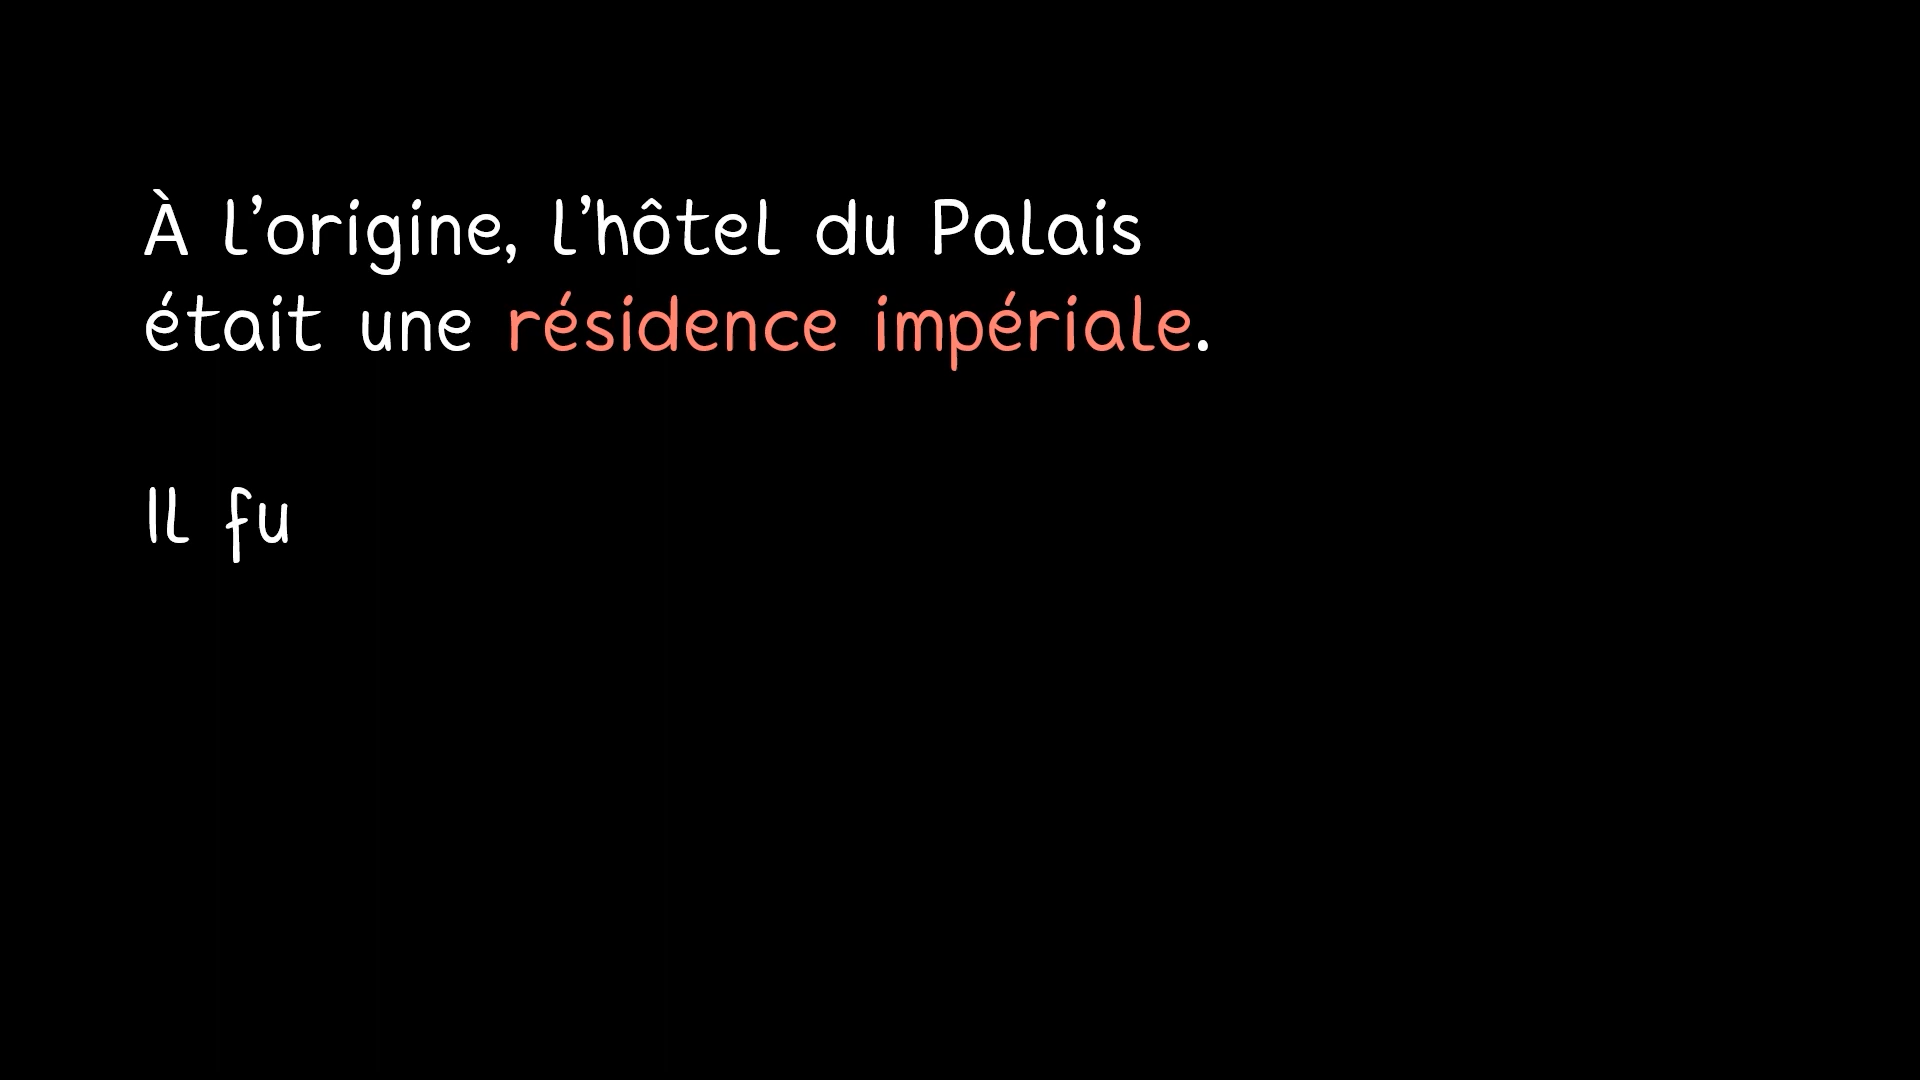 À l’origine, l’hôtel du Palais
était une résidence impériale.
Il fu